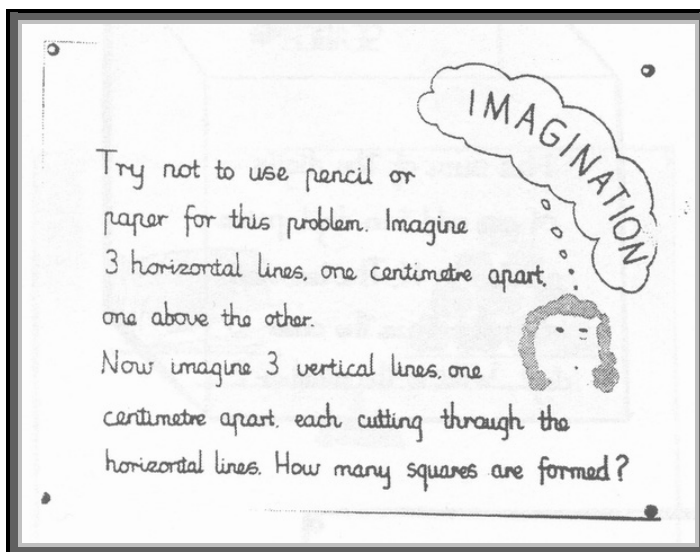 IMAGINATION
Try not to use pencil or
paper for this problem. Imagine
3 horizontal lines, one centimetre apart,
one above the other.
Now imagine 3 vertical lines, one
centimetre apart, each cutting through the
horizontal lines. How many squares are formed?